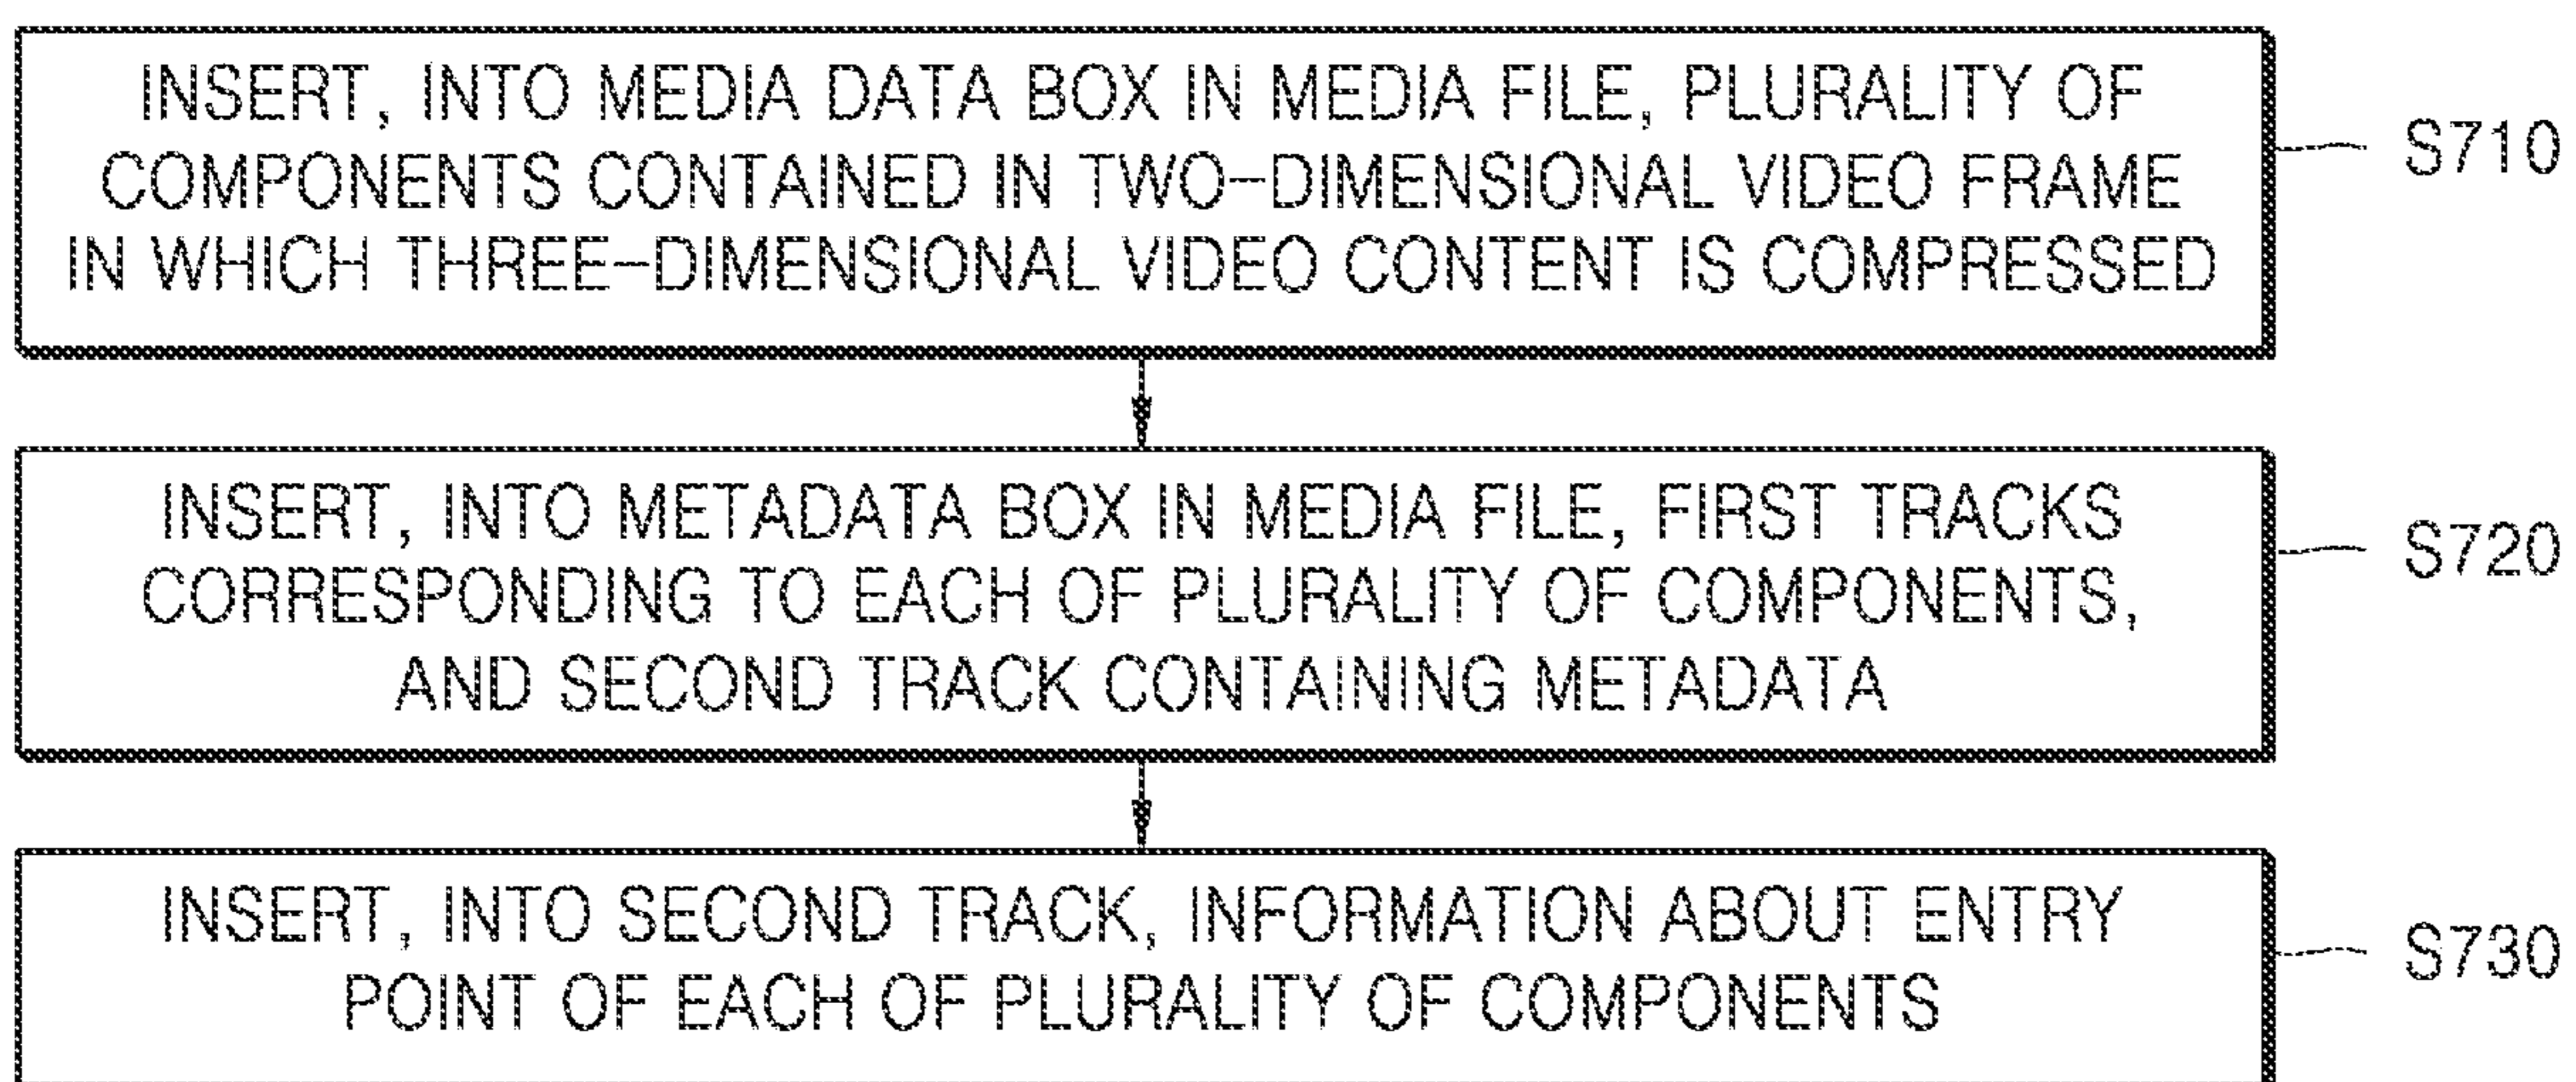 INSERT, INTO MEDIA DATA BOX IN MEDIA FILE, PLURALITY OF
COMPONENTS CONTAINED IN TWO-DIMENSIONAL VIDEO FRAME
IN WHICH THREE-DIMENSIONAL VIDEO CONTENT IS COMPRESSED
S710
INSERT, INTO METADATA BOX IN MEDIA FILE, FIRST TRACKS
CORRESPONDING TO EACH OF PLURALITY OF COMPONENTS,
AND SECOND TRACK CONTAINING METADATA
S720
INSERT, INTO SECOND TRACK, INFORMATION ABOUT ENTRY
POINT OF EACH OF PLURALITY OF COMPONENTS
S730